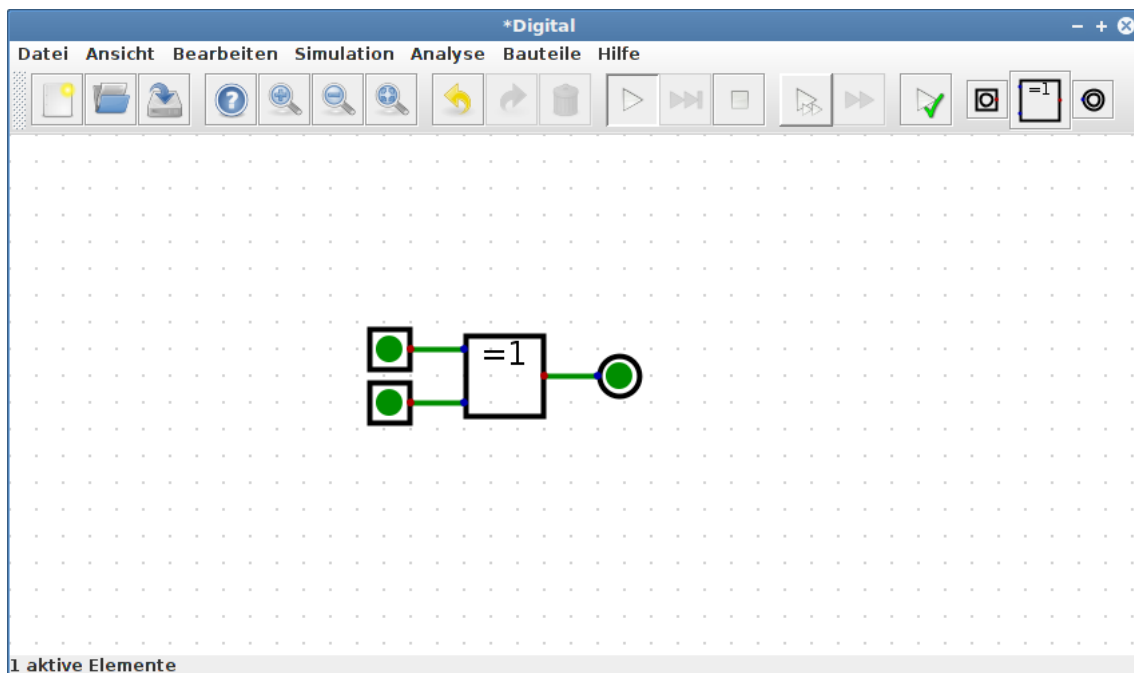 *Digital
Datei Ansicht Bearbeiten Simulation Analyse Bauteile Hilfe
?
=1
=1
1 aktive Elemente